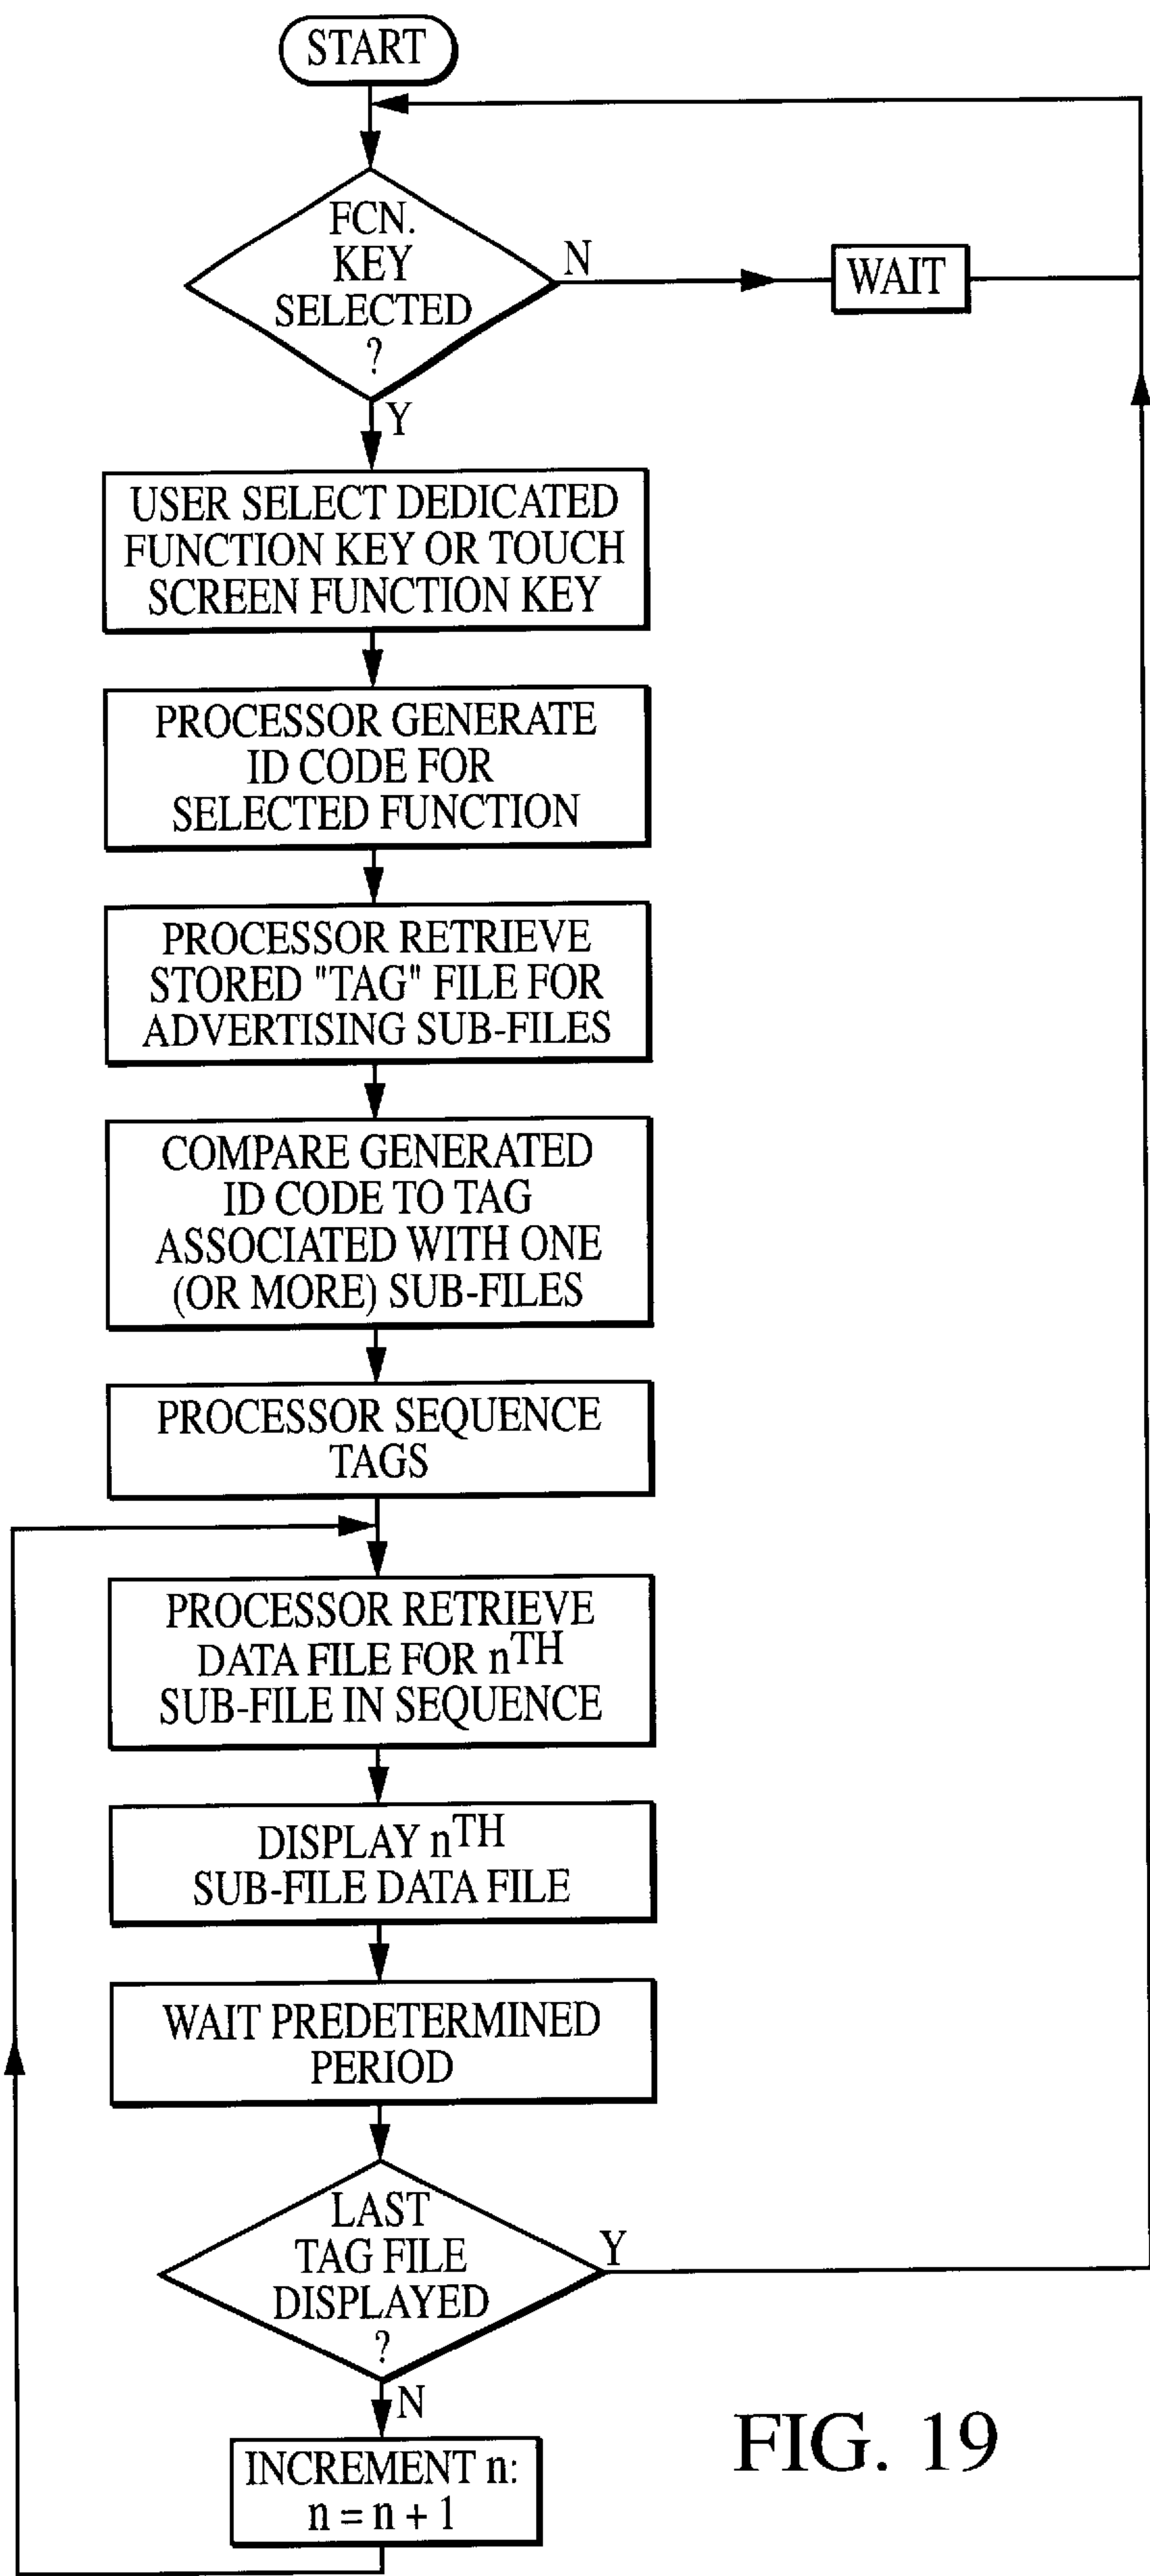 START
FCN.
KEY
SELECTED
?
N
WAIT
Y
USER SELECT DEDICATED
FUNCTION KEY OR TOUCH
SCREEN FUNCTION KEY
PROCESSOR GENERATE
ID CODE FOR
SELECTED FUNCTION
PROCESSOR RETRIEVE
STORED "TAG" FILE FOR
ADVERTISING SUB-FILES
COMPARE GENERATED
ID CODE TO TAG
ASSOCIATED WITH ONE
(OR MORE) SUB-FILES
PROCESSOR SEQUENCE
TAGS
PROCESSOR RETRIEVE
DATA FILE FOR nTH
SUB-FILE IN SEQUENCE
DISPLAY nTH
SUB-FILE DATA FILE
WAIT PREDETERMINED
PERIOD
LAST
TAG FILE
DISPLAYED
?
Y
N
INCREMENT n:
n = n + 1
FIG. 19